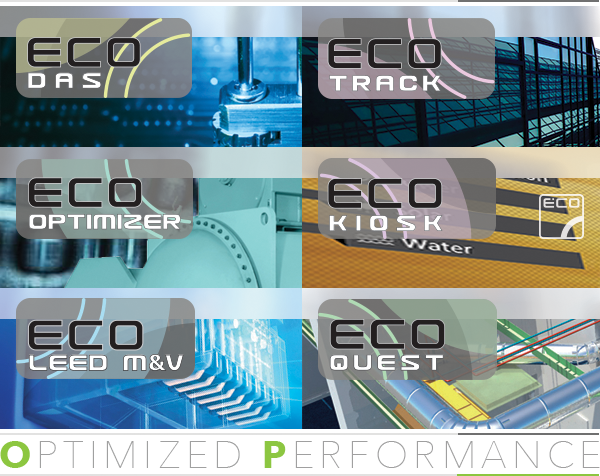 ECO
DAS
ECO
TRACK
ECO
OPTIMIZER
ECO
KIOSK
Water
ECO
ECO
LEED M&V
ECO
QUEST
OPTIMIZED PERFORMANCE